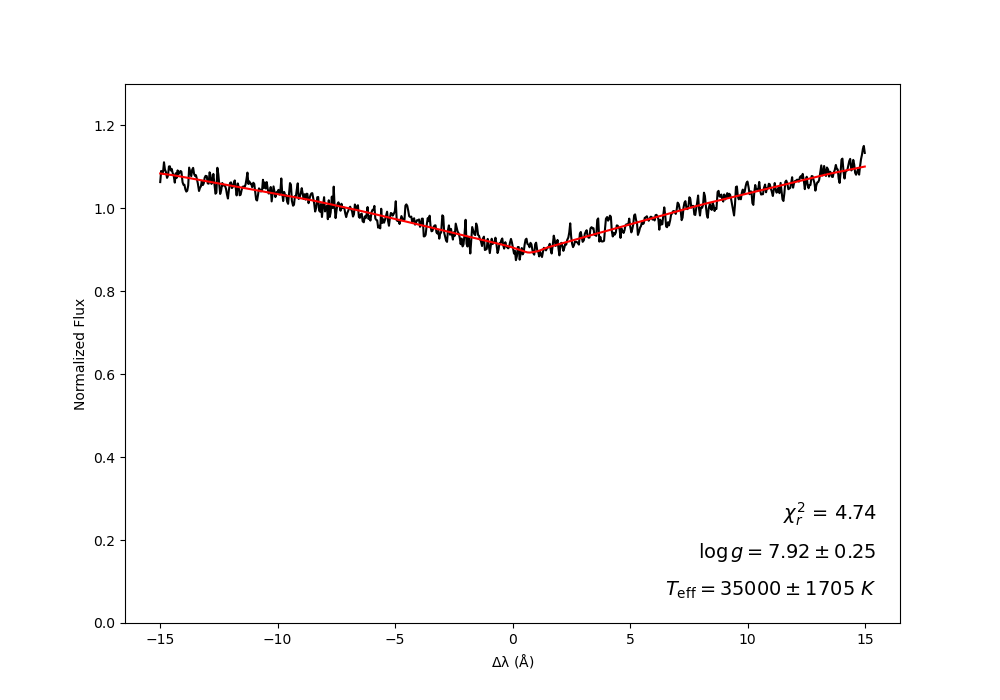 1.2
1.0
0.8
0.6
0.4
0.2
0.0
Normalized Flux
χ²ᵣ = 4.74
log g = 7.92 ± 0.25
T_eff = 35000 ± 1705 K
−15 −10 −5 0 5 10 15
Δλ (Å)